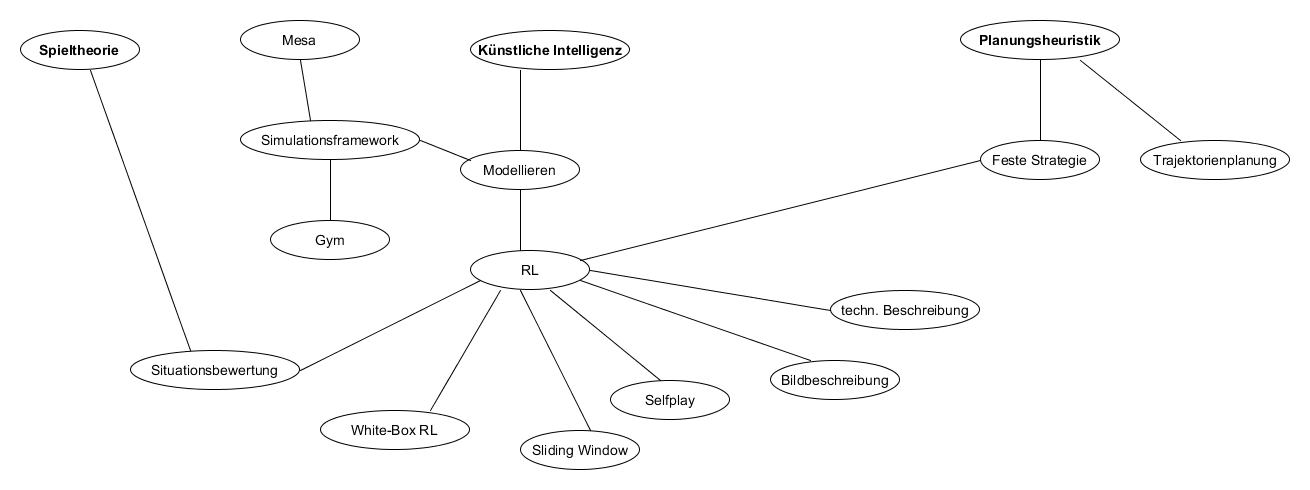 Spieltheorie
Mesa
Künstliche Intelligenz
Planungsheuristik
Simulationsframework
Modellieren
Feste Strategie
Trajektorienplanung
Gym
RL
techn. Beschreibung
Situationsbewertung
Bildbeschreibung
Selfplay
White-Box RL
Sliding Window